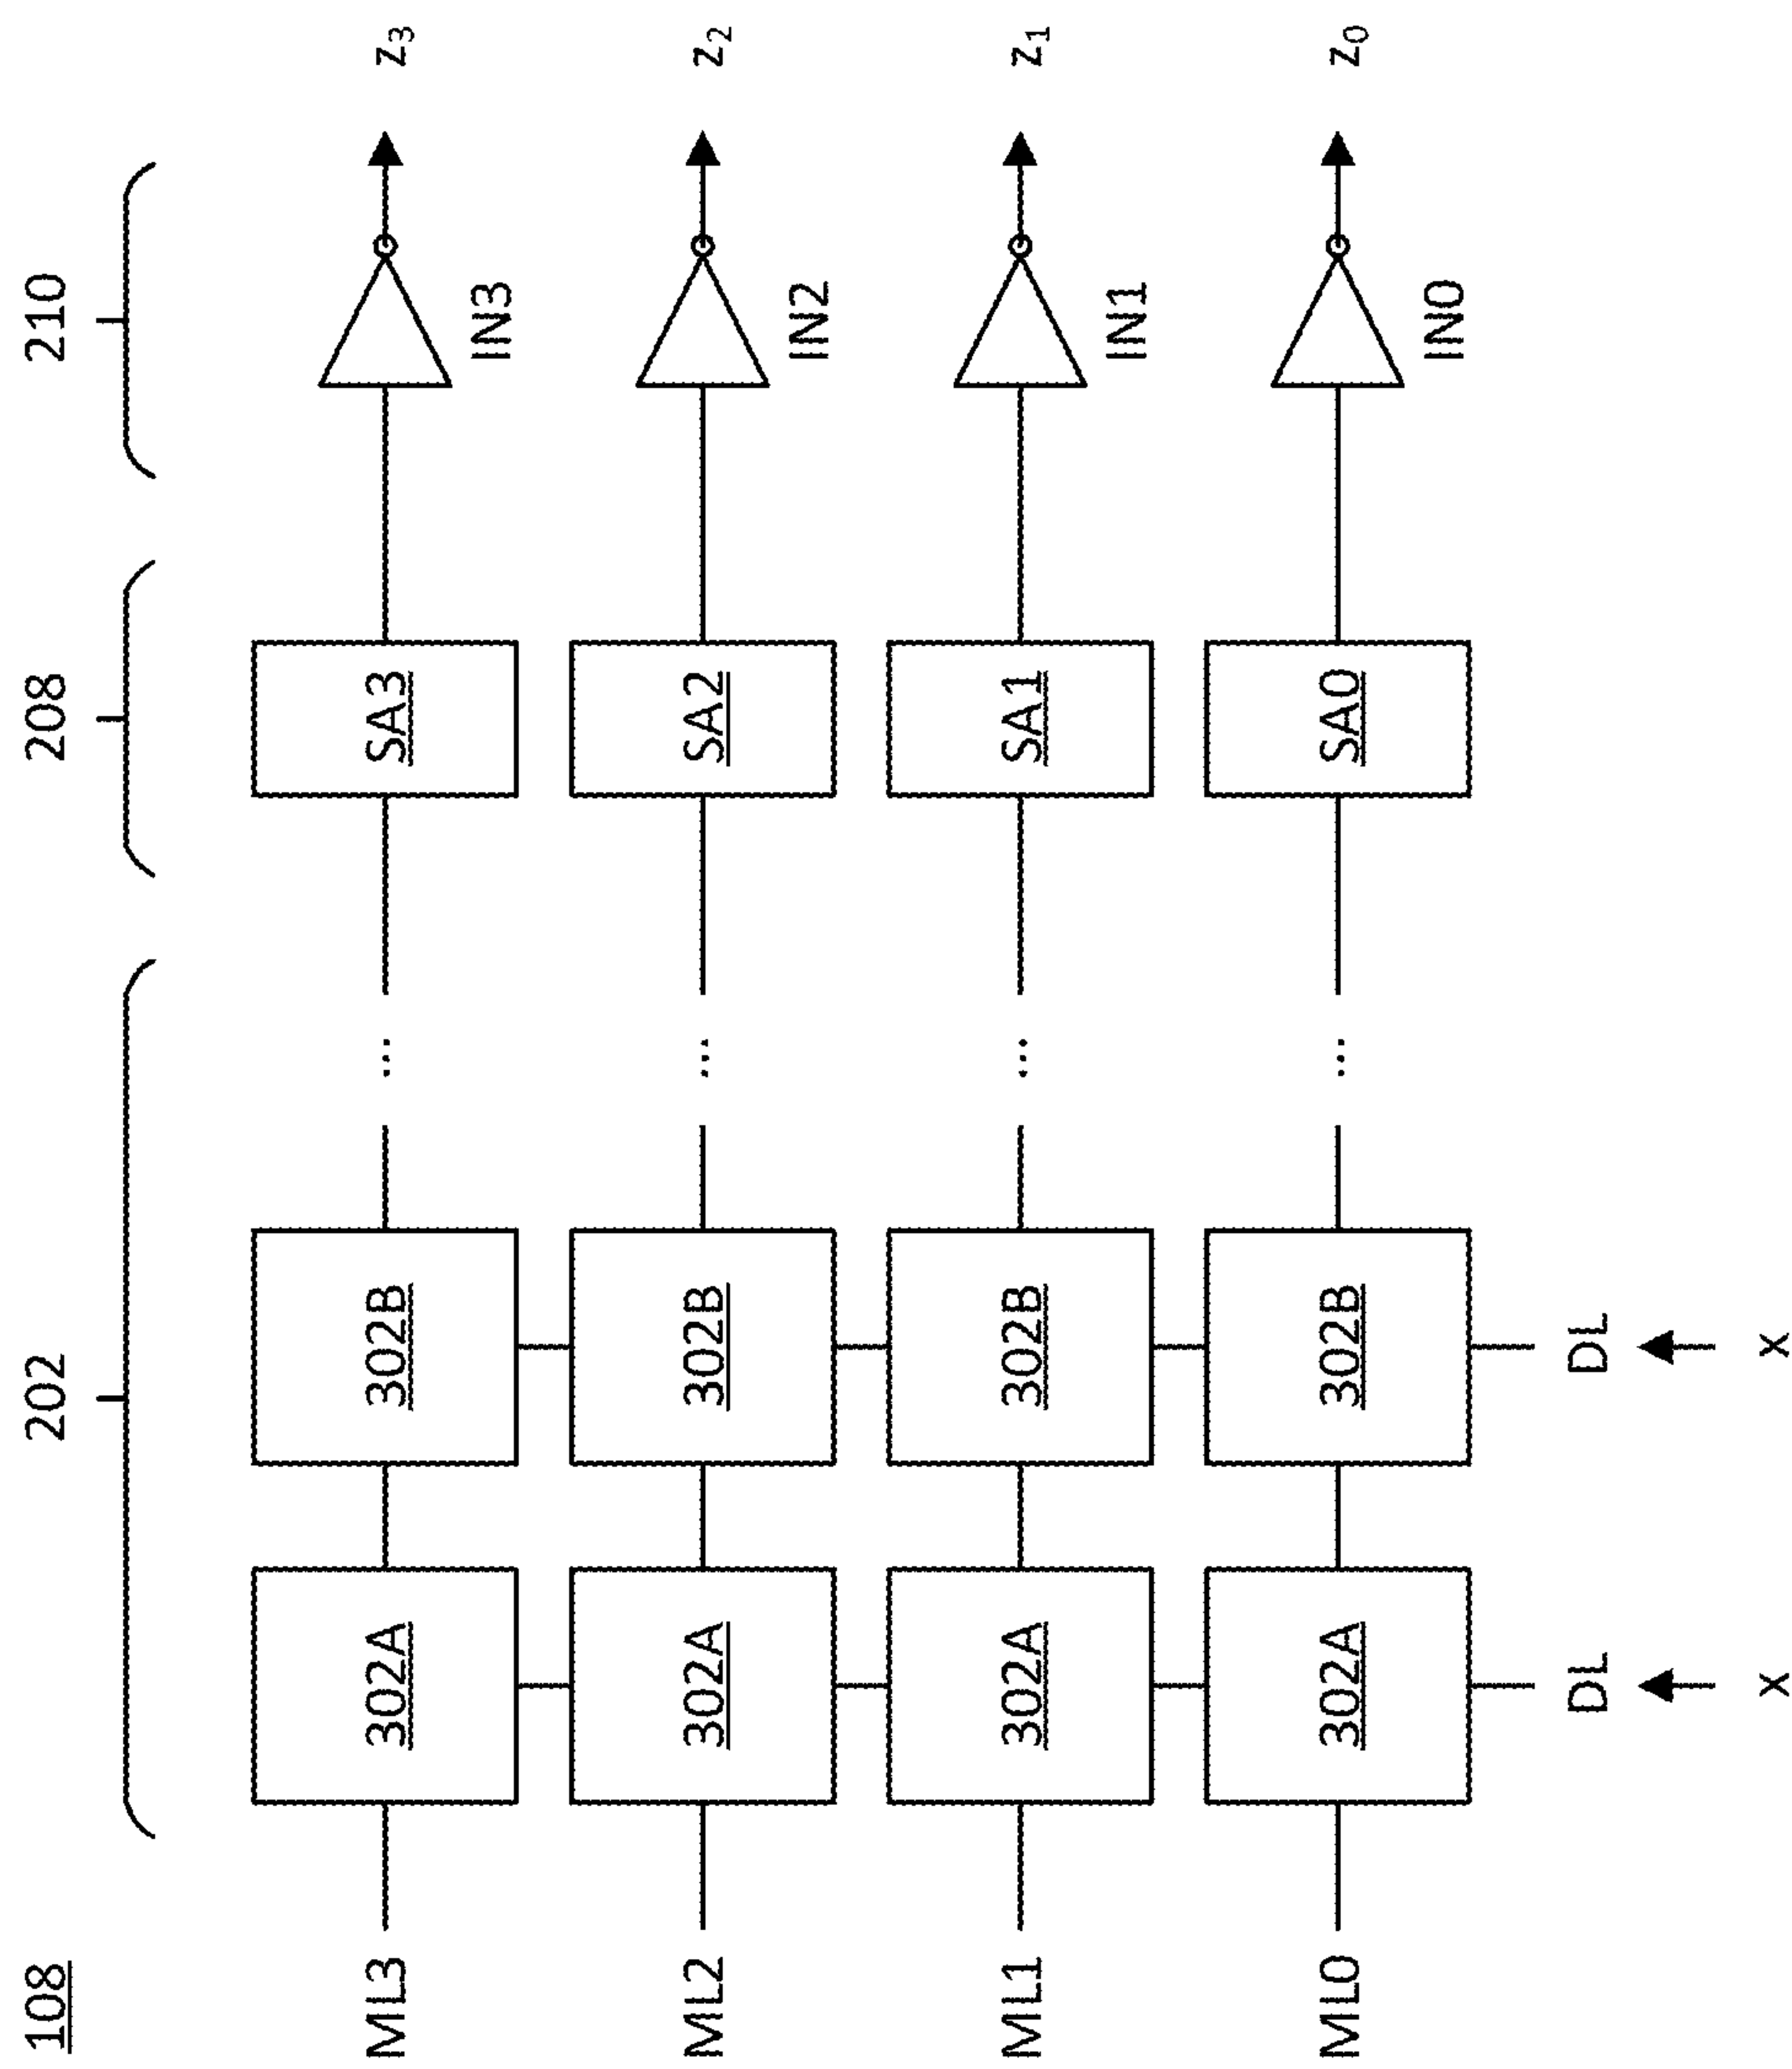 108
202
208
210
ML3
302A
302B
...
SA3
IN3
z3
ML2
302A
302B
...
SA2
IN2
z2
ML1
302A
302B
...
SA1
IN1
z1
ML0
302A
302B
...
SA0
IN0
z0
DL
DL
x
x